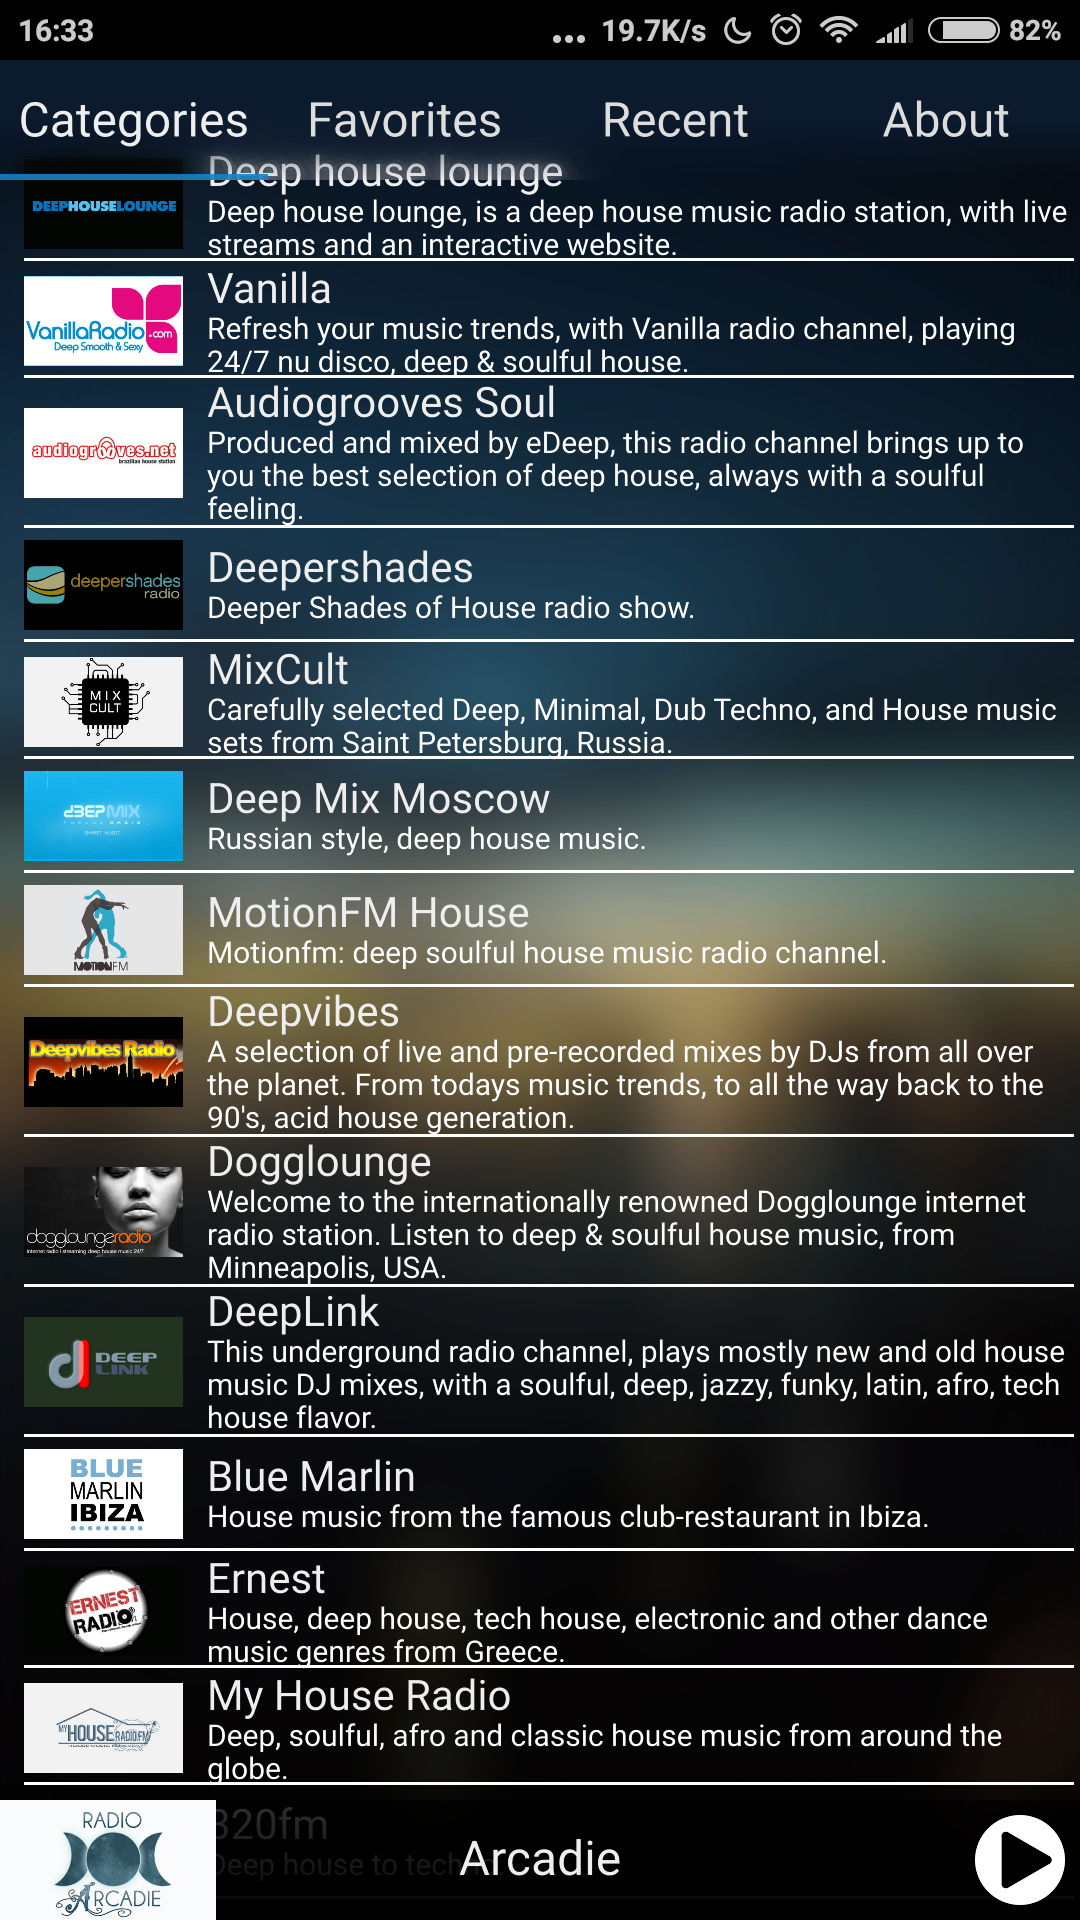 16:33
... 19.7K/s 82%
Categories Favorites Recent About
DEEPHOUSELOUNGE
Deep house lounge
Deep house lounge, is a deep house music radio station, with live
streams and an interactive website.
VanillaRadio.com
Deep Smooth & Sexy
Vanilla
Refresh your music trends, with Vanilla radio channel, playing
24/7 nu disco, deep & soulful house.
audiogrooves.net
brazilian house station
Audiogrooves Soul
Produced and mixed by eDeep, this radio channel brings up to
you the best selection of deep house, always with a soulful
feeling.
deepershades
radio
Deepershades
Deeper Shades of House radio show.
MIX
CULT
MixCult
Carefully selected Deep, Minimal, Dub Techno, and House music
sets from Saint Petersburg, Russia.
d3EPMIX
MOSCOW RADIO
SMART MUSIC
Deep Mix Moscow
Russian style, deep house music.
MOTIONFM
MotionFM House
Motionfm: deep soulful house music radio channel.
Deepvibes Radio
Deepvibes
A selection of live and pre-recorded mixes by DJs from all over
the planet. From todays music trends, to all the way back to the
90's, acid house generation.
doggloungeradio
internet radio | streaming deep house music 24/7
Dogglounge
Welcome to the internationally renowned Dogglounge internet
radio station. Listen to deep & soulful house music, from
Minneapolis, USA.
DEEP
LINK
DeepLink
This underground radio channel, plays mostly new and old house
music DJ mixes, with a soulful, deep, jazzy, funky, latin, afro, tech
house flavor.
BLUE
MARLIN
IBIZA
Blue Marlin
House music from the famous club-restaurant in Ibiza.
ERNEST
RADIO
Ernest
House, deep house, tech house, electronic and other dance
music genres from Greece.
MY HOUSE RADIO.FM
My House Radio
Deep, soulful, afro and classic house music from around the
globe.
320fm
Deep house to tech
RADIO
ARCADIE
Arcadie